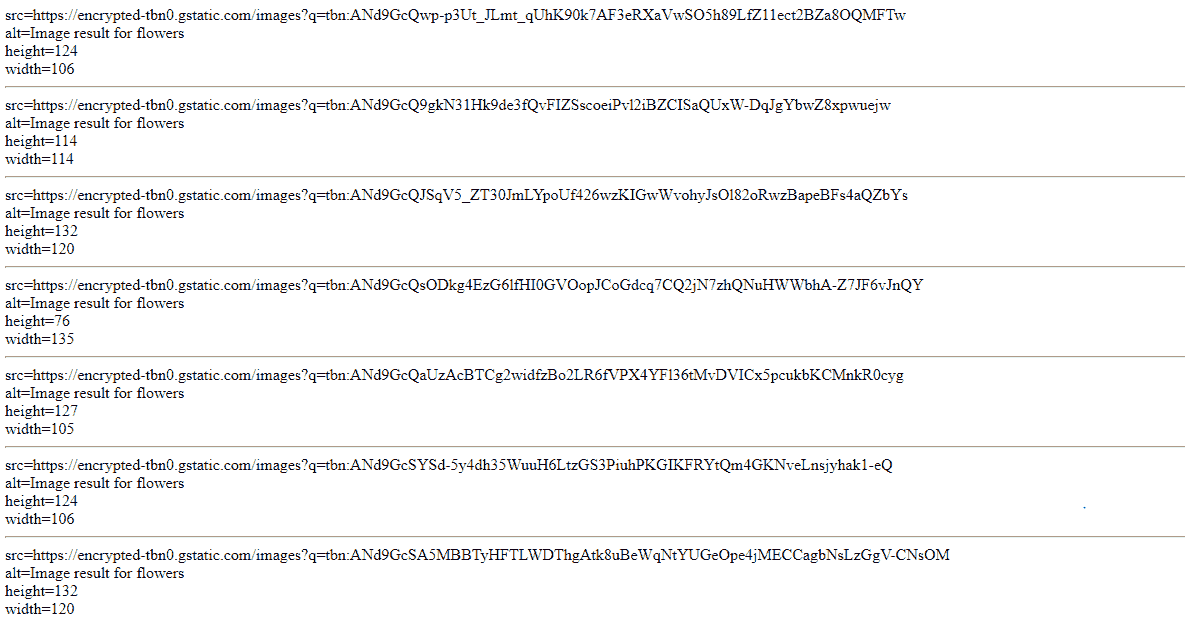 src=https://encrypted-tbn0.gstatic.com/images?q=tbn:ANd9GcQwp-p3Ut_JLmt_qUhK90k7AF3eRXaVwSO5h89LfZ11ect2BZa8OQMFTw
alt=Image result for flowers
height=124
width=106
src=https://encrypted-tbn0.gstatic.com/images?q=tbn:ANd9GcQ9gkN31Hk9de3fQvFIZSscoeiPvl2iBZCISaQUxW-DqJgYbwZ8xpwuejw
alt=Image result for flowers
height=114
width=114
src=https://encrypted-tbn0.gstatic.com/images?q=tbn:ANd9GcQJSqV5_ZT30JmLYpoUf426wzKIGwWvohyJsOl82oRwzBapeBFs4aQZbYs
alt=Image result for flowers
height=132
width=120
src=https://encrypted-tbn0.gstatic.com/images?q=tbn:ANd9GcQsODkg4EzG6lfHI0GVOopJCoGdcq7CQ2jN7zhQNuHWWbhA-Z7JF6vJnQY
alt=Image result for flowers
height=76
width=135
src=https://encrypted-tbn0.gstatic.com/images?q=tbn:ANd9GcQaUzAcBTCg2widfzBo2LR6fVPX4YFl36tMvDVICx5pcukbKCMnkR0cyg
alt=Image result for flowers
height=127
width=105
src=https://encrypted-tbn0.gstatic.com/images?q=tbn:ANd9GcSYSd-5y4dh35WuuH6LtzGS3PiuhPKGIKFRYtQm4GKNveLnsjyhak1-eQ
alt=Image result for flowers
height=124
width=106
src=https://encrypted-tbn0.gstatic.com/images?q=tbn:ANd9GcSA5MBBTyHFTLWDThgAtk8uBeWqNtYUGeOpe4jMECCagbNsLzGgV-CNsOM
alt=Image result for flowers
height=132
width=120